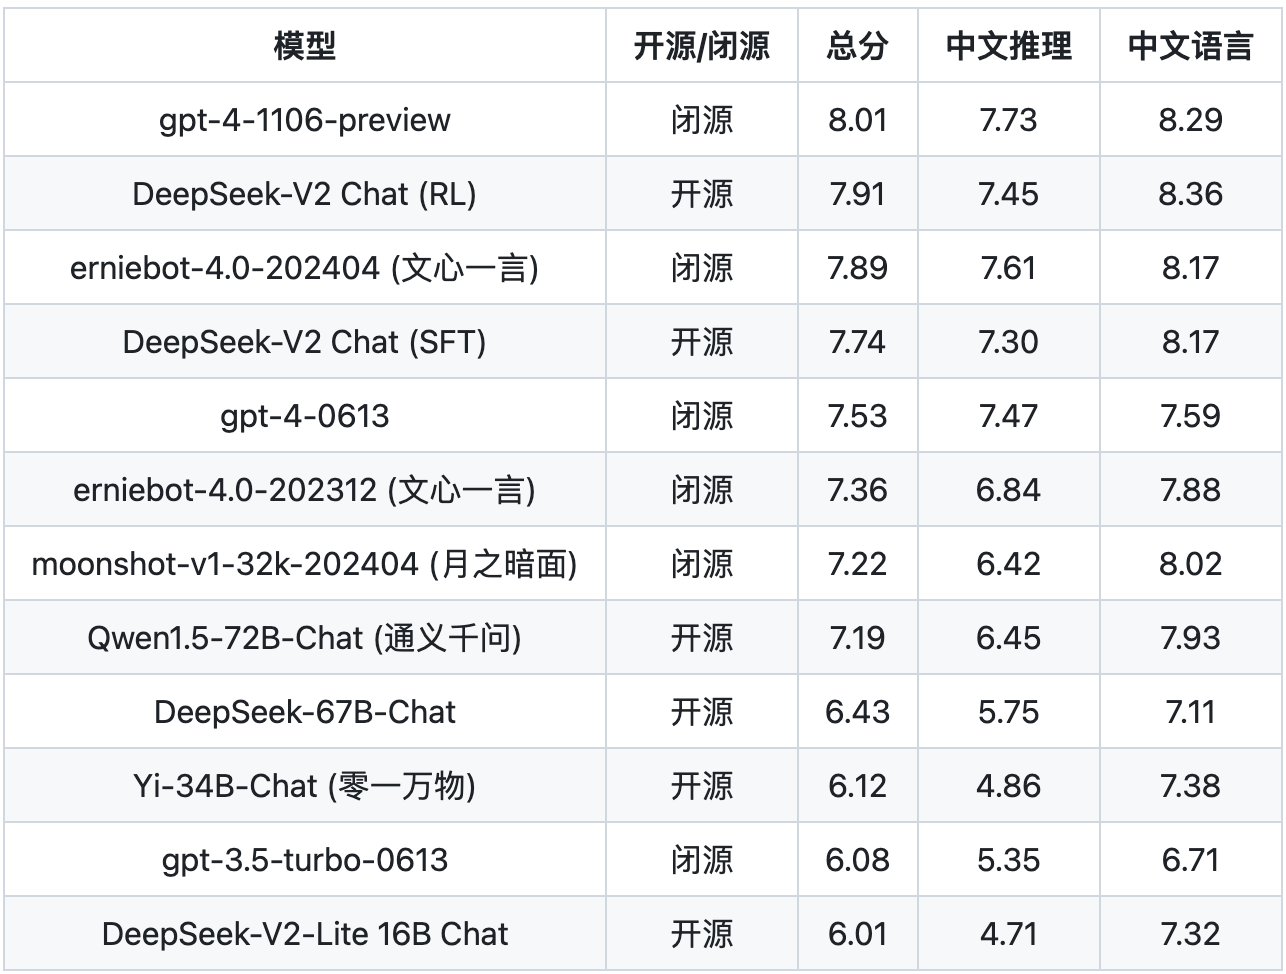 模型 开源/闭源 总分 中文推理 中文语言
gpt-4-1106-preview 闭源 8.01 7.73 8.29
DeepSeek-V2 Chat (RL) 开源 7.91 7.45 8.36
erniebot-4.0-202404 (文心一言) 闭源 7.89 7.61 8.17
DeepSeek-V2 Chat (SFT) 开源 7.74 7.30 8.17
gpt-4-0613 闭源 7.53 7.47 7.59
erniebot-4.0-202312 (文心一言) 闭源 7.36 6.84 7.88
moonshot-v1-32k-202404 (月之暗面) 闭源 7.22 6.42 8.02
Qwen1.5-72B-Chat (通义千问) 开源 7.19 6.45 7.93
DeepSeek-67B-Chat 开源 6.43 5.75 7.11
Yi-34B-Chat (零一万物) 开源 6.12 4.86 7.38
gpt-3.5-turbo-0613 闭源 6.08 5.35 6.71
DeepSeek-V2-Lite 16B Chat 开源 6.01 4.71 7.32